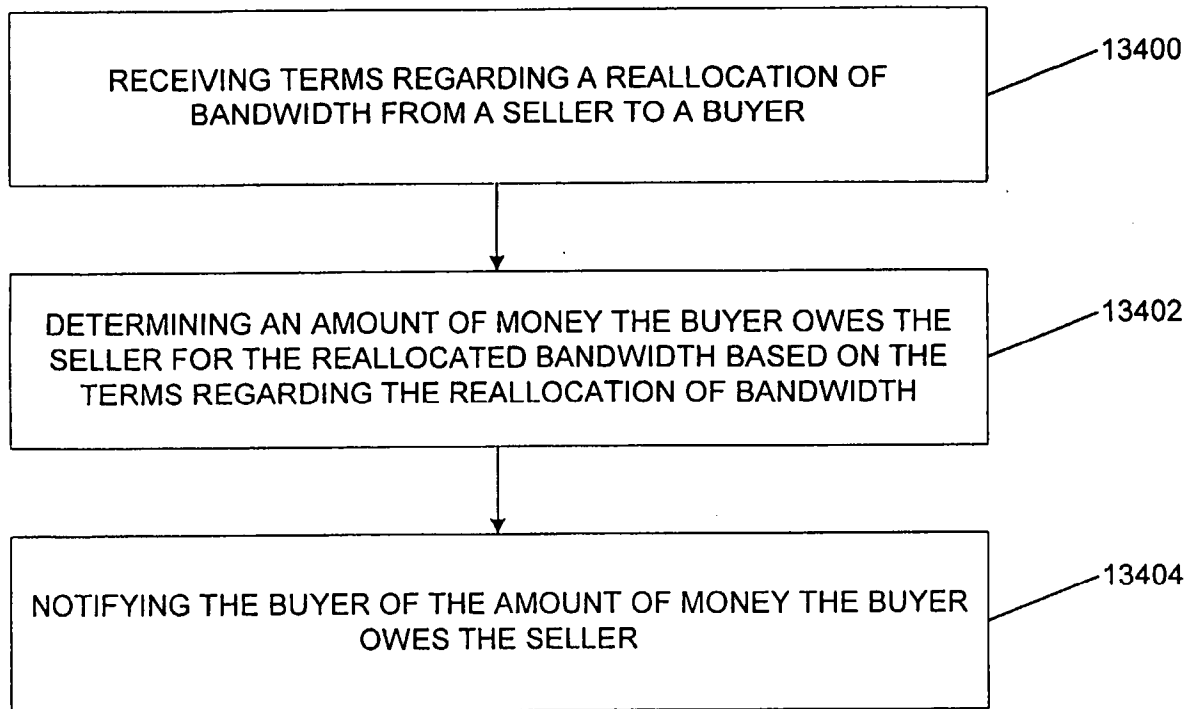 RECEIVING TERMS REGARDING A REALLOCATION OF
BANDWIDTH FROM A SELLER TO A BUYER
13400
DETERMINING AN AMOUNT OF MONEY THE BUYER OWES THE
SELLER FOR THE REALLOCATED BANDWIDTH BASED ON THE
TERMS REGARDING THE REALLOCATION OF BANDWIDTH
13402
NOTIFYING THE BUYER OF THE AMOUNT OF MONEY THE BUYER
OWES THE SELLER
13404